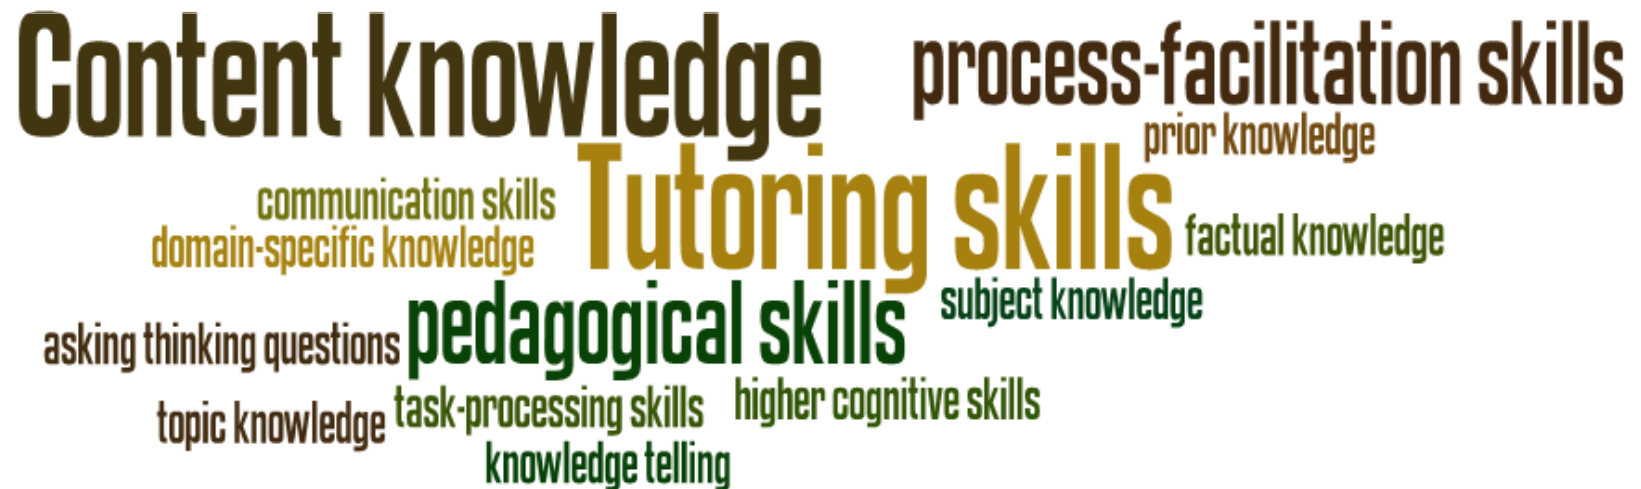 Content knowledge
process-facilitation skills
prior knowledge
Tutoring skills
communication skills
domain-specific knowledge
factual knowledge
subject knowledge
pedagogical skills
asking thinking questions
task-processing skills
higher cognitive skills
topic knowledge
knowledge telling